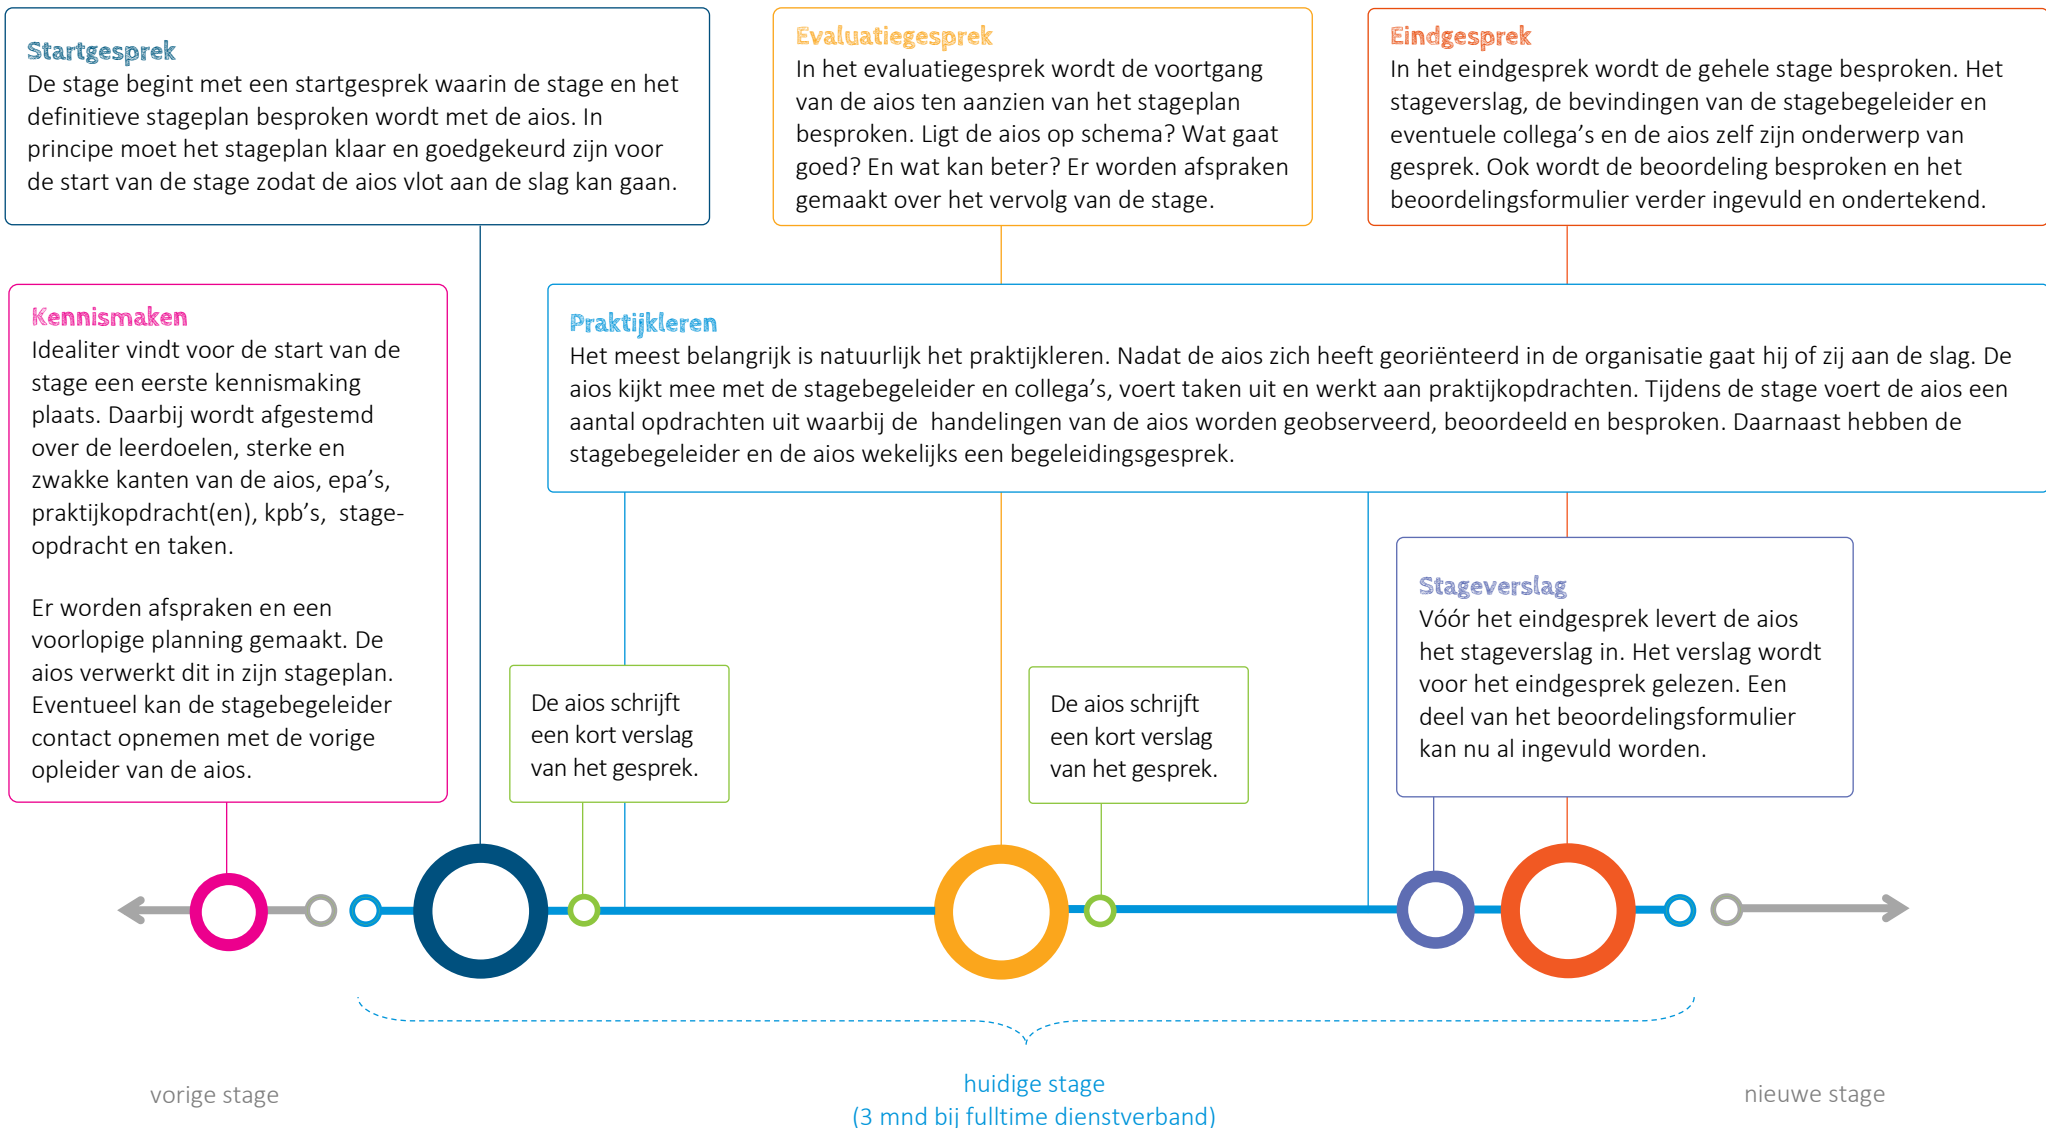 Startgesprek
De stage begint met een startgesprek waarin de stage en het
definitieve stageplan besproken wordt met de aios. In
principe moet het stageplan klaar en goedgekeurd zijn voor
de start van de stage zodat de aios vlot aan de slag kan gaan.
Evaluatiegesprek
In het evaluatiegesprek wordt de voortgang
van de aios ten aanzien van het stageplan
besproken. Ligt de aios op schema? Wat gaat
goed? En wat kan beter? Er worden afspraken
gemaakt over het vervolg van de stage.
Eindgesprek
In het eindgesprek wordt de gehele stage besproken. Het
stageverslag, de bevindingen van de stagebegeleider en
eventuele collega’s en de aios zelf zijn onderwerp van
gesprek. Ook wordt de beoordeling besproken en het
beoordelingsformulier verder ingevuld en ondertekend.
Kennismaken
Idealiter vindt voor de start van de
stage een eerste kennismaking
plaats. Daarbij wordt afgestemd
over de leerdoelen, sterke en
zwakke kanten van de aios, epa’s,
praktijkopdracht(en), kpb’s, stage-
opdracht en taken.
Er worden afspraken en een
voorlopige planning gemaakt. De
aios verwerkt dit in zijn stageplan.
Eventueel kan de stagebegeleider
contact opnemen met de vorige
opleider van de aios.
Praktijkleren
Het meest belangrijk is natuurlijk het praktijkleren. Nadat de aios zich heeft georiënteerd in de organisatie gaat hij of zij aan de slag. De
aios kijkt mee met de stagebegeleider en collega’s, voert taken uit en werkt aan praktijkopdrachten. Tijdens de stage voert de aios een
aantal opdrachten uit waarbij de handelingen van de aios worden geobserveerd, beoordeeld en besproken. Daarnaast hebben de
stagebegeleider en de aios wekelijks een begeleidingsgesprek.
De aios schrijft
een kort verslag
van het gesprek.
De aios schrijft
een kort verslag
van het gesprek.
Stageverslag
Vóór het eindgesprek levert de aios
het stageverslag in. Het verslag wordt
voor het eindgesprek gelezen. Een
deel van het beoordelingsformulier
kan nu al ingevuld worden.
vorige stage
huidige stage
(3 mnd bij fulltime dienstverband)
nieuwe stage